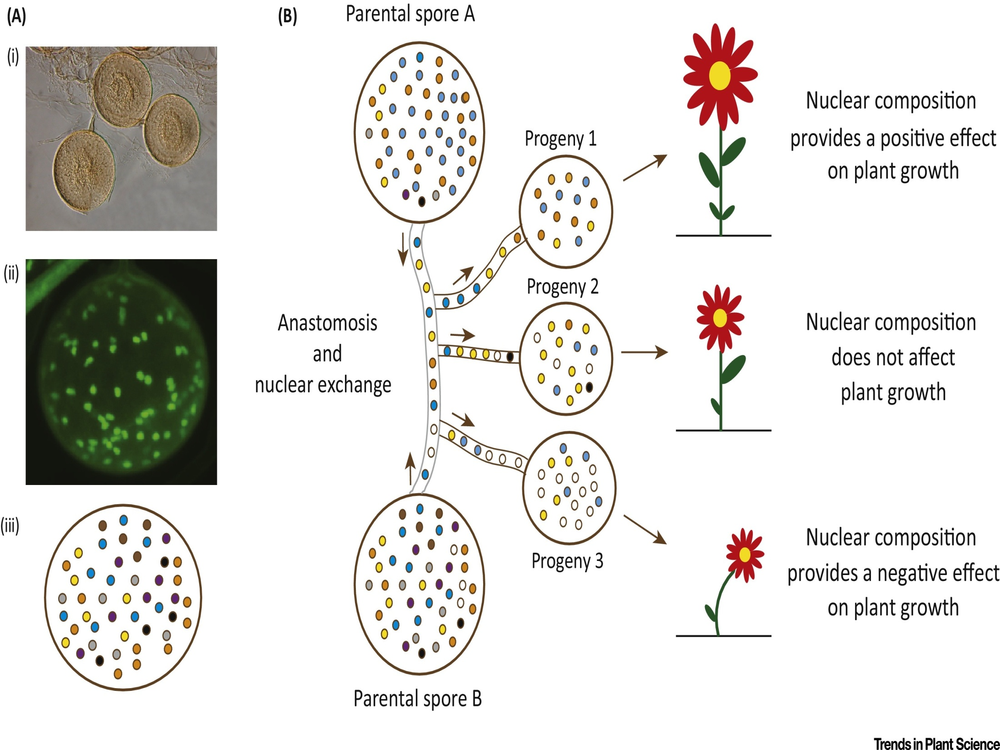 (A)
(i)
(ii)
(iii)
(B)
Parental spore A
Anastomosis
and
nuclear exchange
Parental spore B
Progeny 1
Progeny 2
Progeny 3
Nuclear composition
provides a positive effect
on plant growth
Nuclear composition
does not affect
plant growth
Nuclear composition
provides a negative effect
on plant growth
Trends in Plant Science